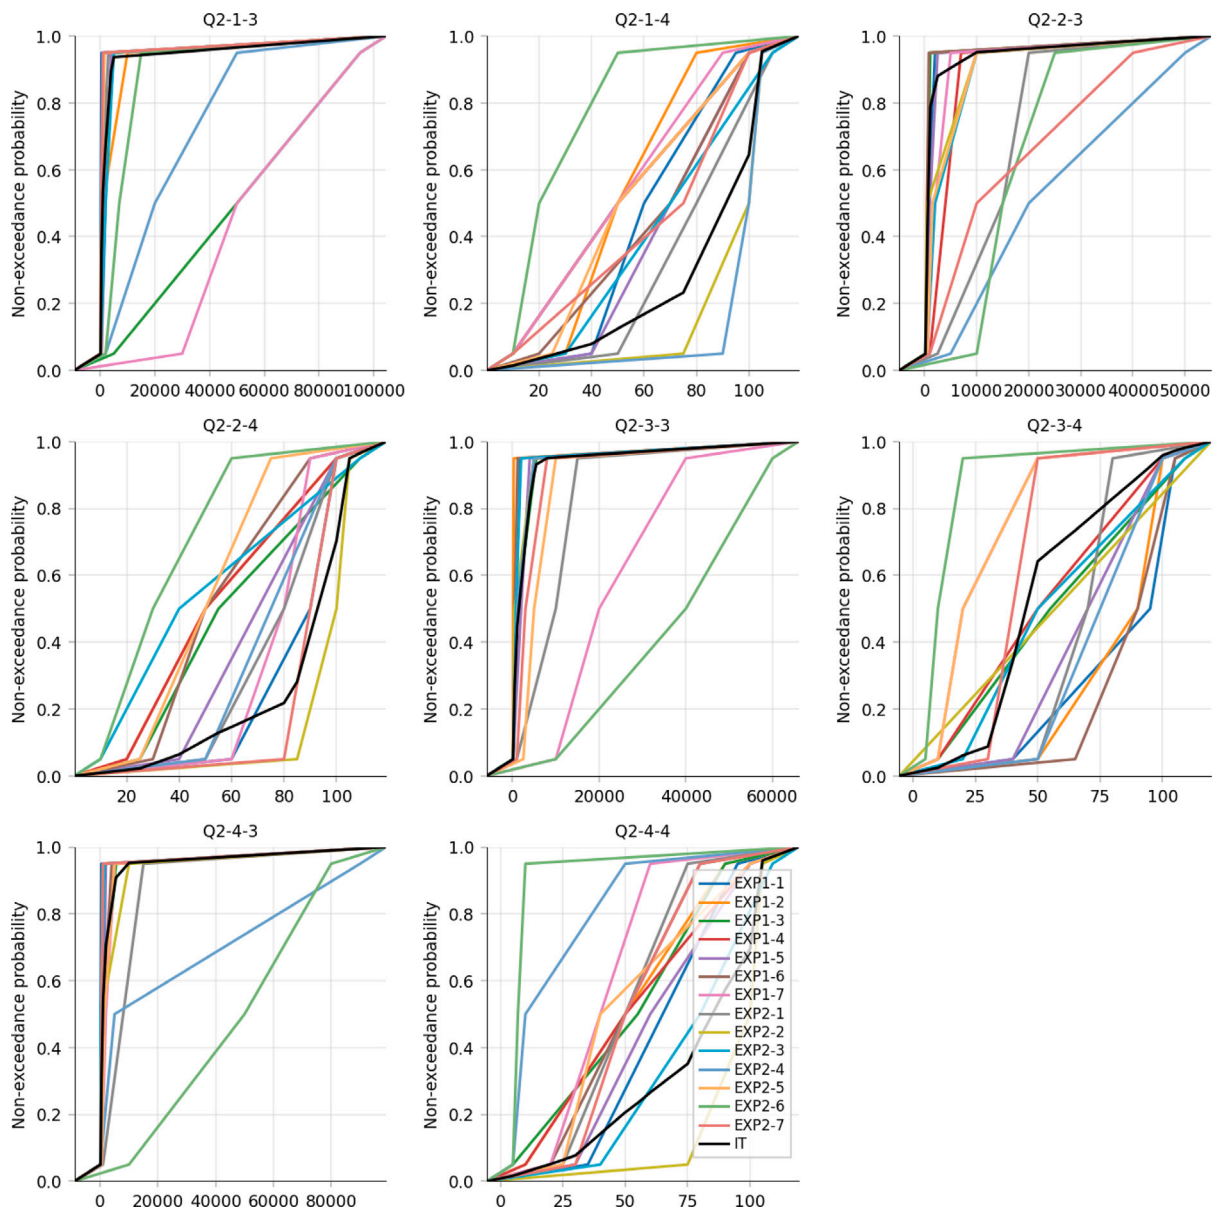 Q2-1-3
Q2-1-4
Q2-2-3
Non-exceedance probability
1.0
0.8
0.6
0.4
0.2
0.0
0 20000 40000 60000 80000 100000
Non-exceedance probability
1.0
0.8
0.6
0.4
0.2
0.0
20 40 60 80 100
Non-exceedance probability
1.0
0.8
0.6
0.4
0.2
0.0
0 10000 20000 30000 40000 50000
Q2-2-4
Q2-3-3
Q2-3-4
Non-exceedance probability
1.0
0.8
0.6
0.4
0.2
0.0
20 40 60 80 100
Non-exceedance probability
1.0
0.8
0.6
0.4
0.2
0.0
0 20000 40000 60000
Non-exceedance probability
1.0
0.8
0.6
0.4
0.2
0.0
0 25 50 75 100
Q2-4-3
Q2-4-4
Non-exceedance probability
1.0
0.8
0.6
0.4
0.2
0.0
0 20000 40000 60000 80000
Non-exceedance probability
1.0
0.8
0.6
0.4
0.2
0.0
0 25 50 75 100
EXP1-1
EXP1-2
EXP1-3
EXP1-4
EXP1-5
EXP1-6
EXP1-7
EXP2-1
EXP2-2
EXP2-3
EXP2-4
EXP2-5
EXP2-6
EXP2-7
IT